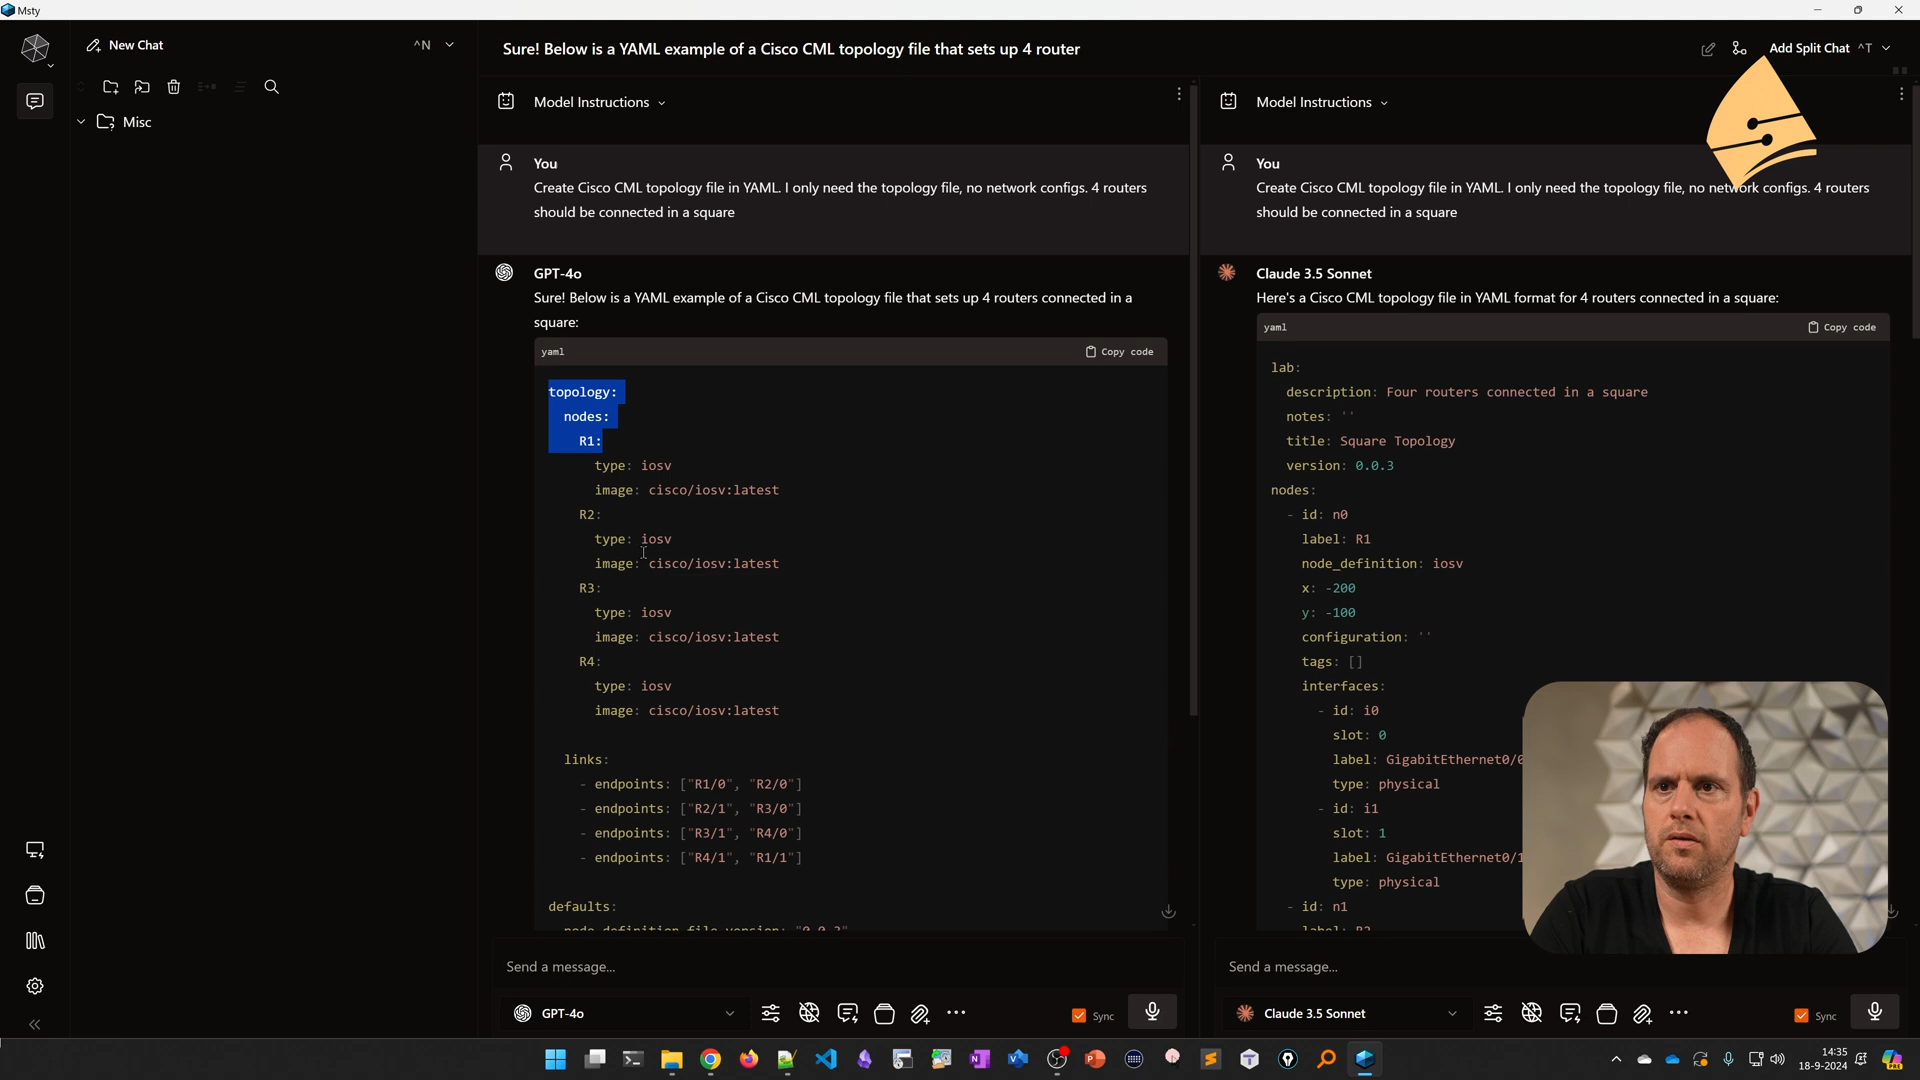 Msty
New Chat
^N
Misc
Sure! Below is a YAML example of a Cisco CML topology file that sets up 4 router
Add Split Chat ^T
Model Instructions
You
Create Cisco CML topology file in YAML. I only need the topology file, no network configs. 4 routers
should be connected in a square
GPT-4o
Sure! Below is a YAML example of a Cisco CML topology file that sets up 4 routers connected in a
square:
yaml
Copy code
topology:
nodes:
R1:
type: iosv
image: cisco/iosv:latest
R2:
type: iosv
image: cisco/iosv:latest
R3:
type: iosv
image: cisco/iosv:latest
R4:
type: iosv
image: cisco/iosv:latest
links:
- endpoints: ["R1/0", "R2/0"]
- endpoints: ["R2/1", "R3/0"]
- endpoints: ["R3/1", "R4/0"]
- endpoints: ["R4/1", "R1/1"]
defaults:
Send a message...
GPT-4o
Sync
Model Instructions
You
Create Cisco CML topology file in YAML. I only need the topology file, no network configs. 4 routers
should be connected in a square
Claude 3.5 Sonnet
Here's a Cisco CML topology file in YAML format for 4 routers connected in a square:
yaml
Copy code
lab:
description: Four routers connected in a square
notes: ''
title: Square Topology
version: 0.0.3
nodes:
- id: n0
label: R1
node_definition: iosv
x: -200
y: -100
configuration: ''
tags: []
interfaces:
- id: i0
slot: 0
label: GigabitEthernet0/0
type: physical
- id: i1
slot: 1
label: GigabitEthernet0/1
type: physical
- id: n1
Send a message...
Claude 3.5 Sonnet
Sync
14:35
18-9-2024